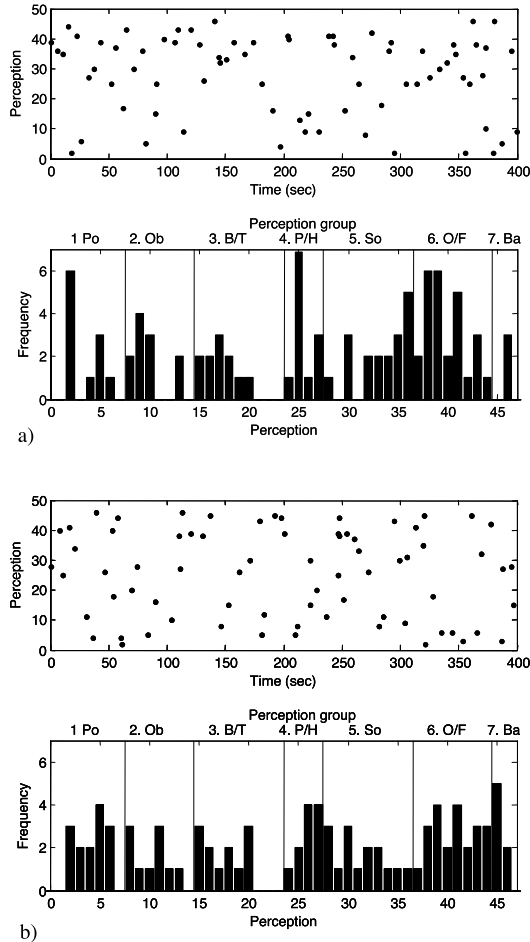 50
40
30
20
10
0
Perception
0 50 100 150 200 250 300 350 400
Time (sec)
Perception group
1 Po 2. Ob 3. B/T 4. P/H 5. So 6. O/F 7. Ba
6
4
2
0
Frequency
0 5 10 15 20 25 30 35 40 45
Perception
a)
50
40
30
20
10
0
Perception
0 50 100 150 200 250 300 350 400
Time (sec)
Perception group
1 Po 2. Ob 3. B/T 4. P/H 5. So 6. O/F 7. Ba
6
4
2
0
Frequency
0 5 10 15 20 25 30 35 40 45
Perception
b)